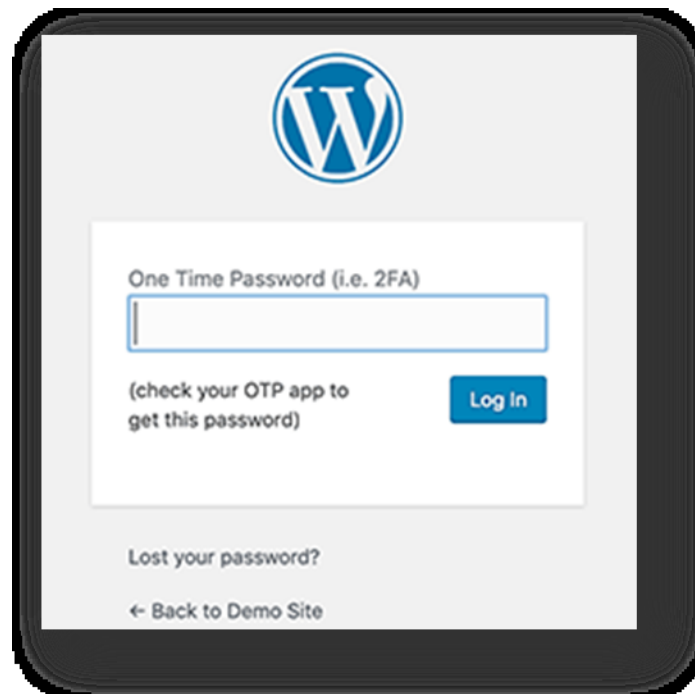 One Time Password (i.e. 2FA)
(check your OTP app to
get this password)
Log In
Lost your password?
← Back to Demo Site